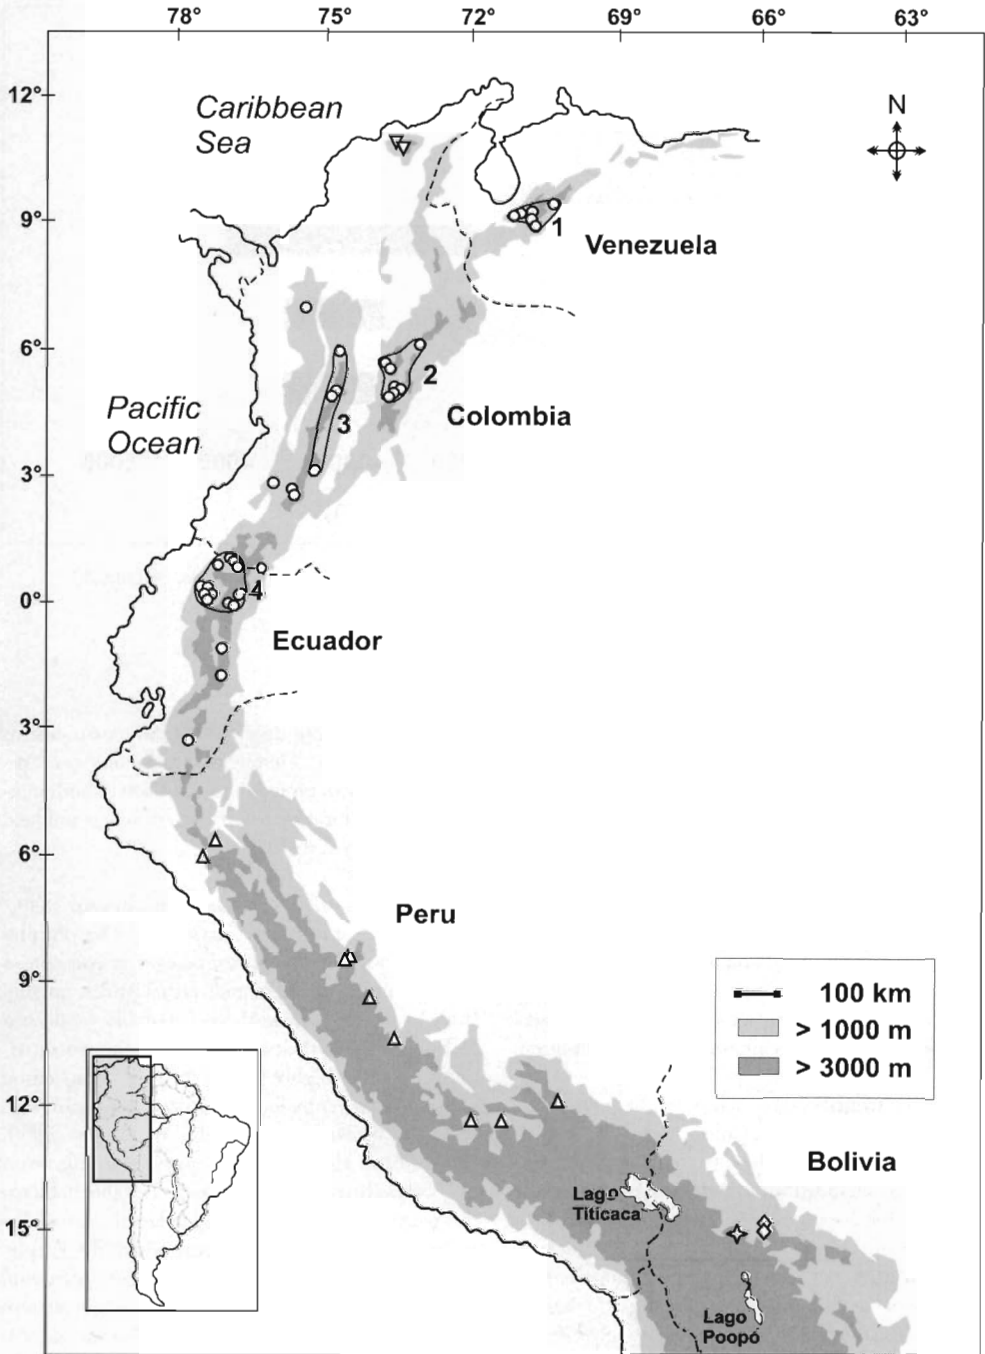 78° 75° 72° 69° 66° 63°
12°
Caribbean
Sea
N
9°
1
Venezuela
6°
2
Pacific
Ocean
3
Colombia
3°
0°
4
Ecuador
3°
6°
Peru
9°
100 km
> 1000 m
> 3000 m
12°
Bolivia
Lago
Titicaca
15°
Lago
Poopó